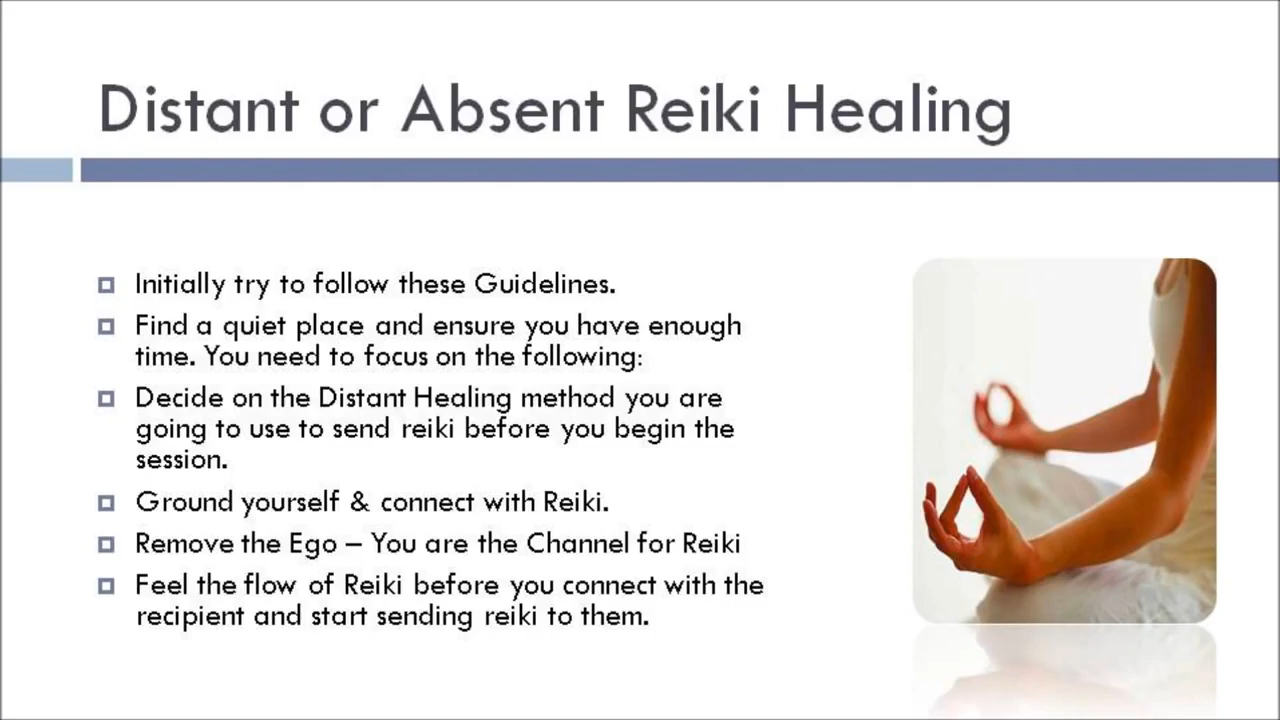 Distant or Absent Reiki Healing
Initially try to follow these Guidelines.
Find a quiet place and ensure you have enough
time. You need to focus on the following:
Decide on the Distant Healing method you are
going to use to send reiki before you begin the
session.
Ground yourself & connect with Reiki.
Remove the Ego – You are the Channel for Reiki
Feel the flow of Reiki before you connect with the
recipient and start sending reiki to them.